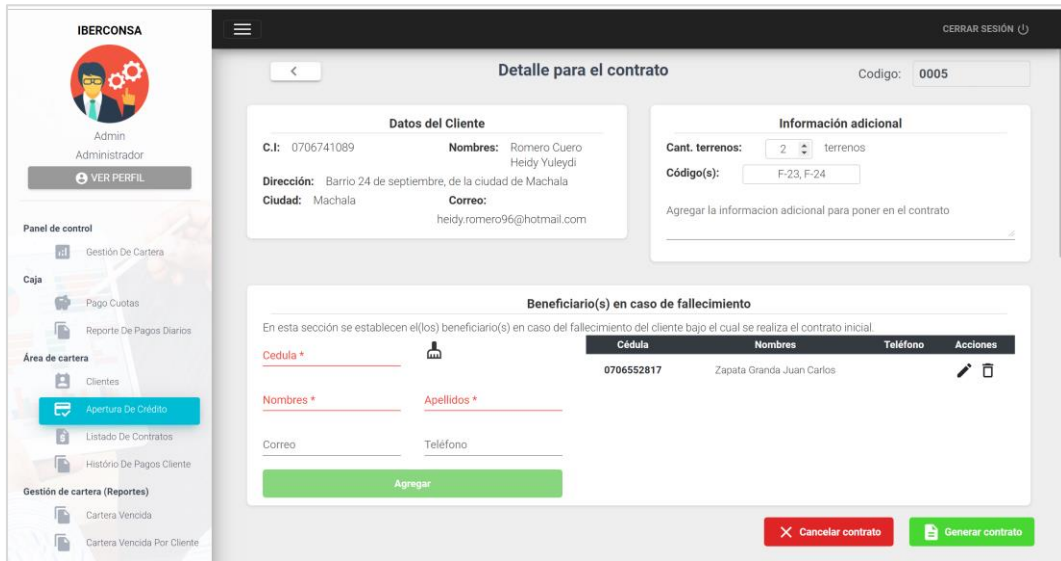 IBERCONSA
CERRAR SESIÓN
Admin
Administrador
VER PERFIL
Panel de control
Gestión De Cartera
Caja
Pago Cuotas
Reporte De Pagos Diarios
Área de cartera
Clientes
Apertura De Crédito
Listado De Contratos
Histório De Pagos Cliente
Gestión de cartera (Reportes)
Cartera Vencida
Cartera Vencida Por Cliente
Detalle para el contrato
Codigo: 0005
Datos del Cliente
C.I: 0706741089 Nombres: Romero Cuero
Heidy Yuleydi
Dirección: Barrio 24 de septiembre, de la ciudad de Machala
Ciudad: Machala Correo:
heidy.romero96@hotmail.com
Información adicional
Cant. terrenos: 2 terrenos
Código(s): F-23, F-24
Agregar la informacion adicional para poner en el contrato
Beneficiario(s) en caso de fallecimiento
En esta sección se establecen el(los) beneficiario(s) en caso del fallecimiento del cliente bajo el cual se realiza el contrato inicial.
Cedula *
Nombres * Apellidos *
Correo Teléfono
Agregar
Cédula Nombres Teléfono Acciones
0706552817 Zapata Granda Juan Carlos
Cancelar contrato
Generar contrato